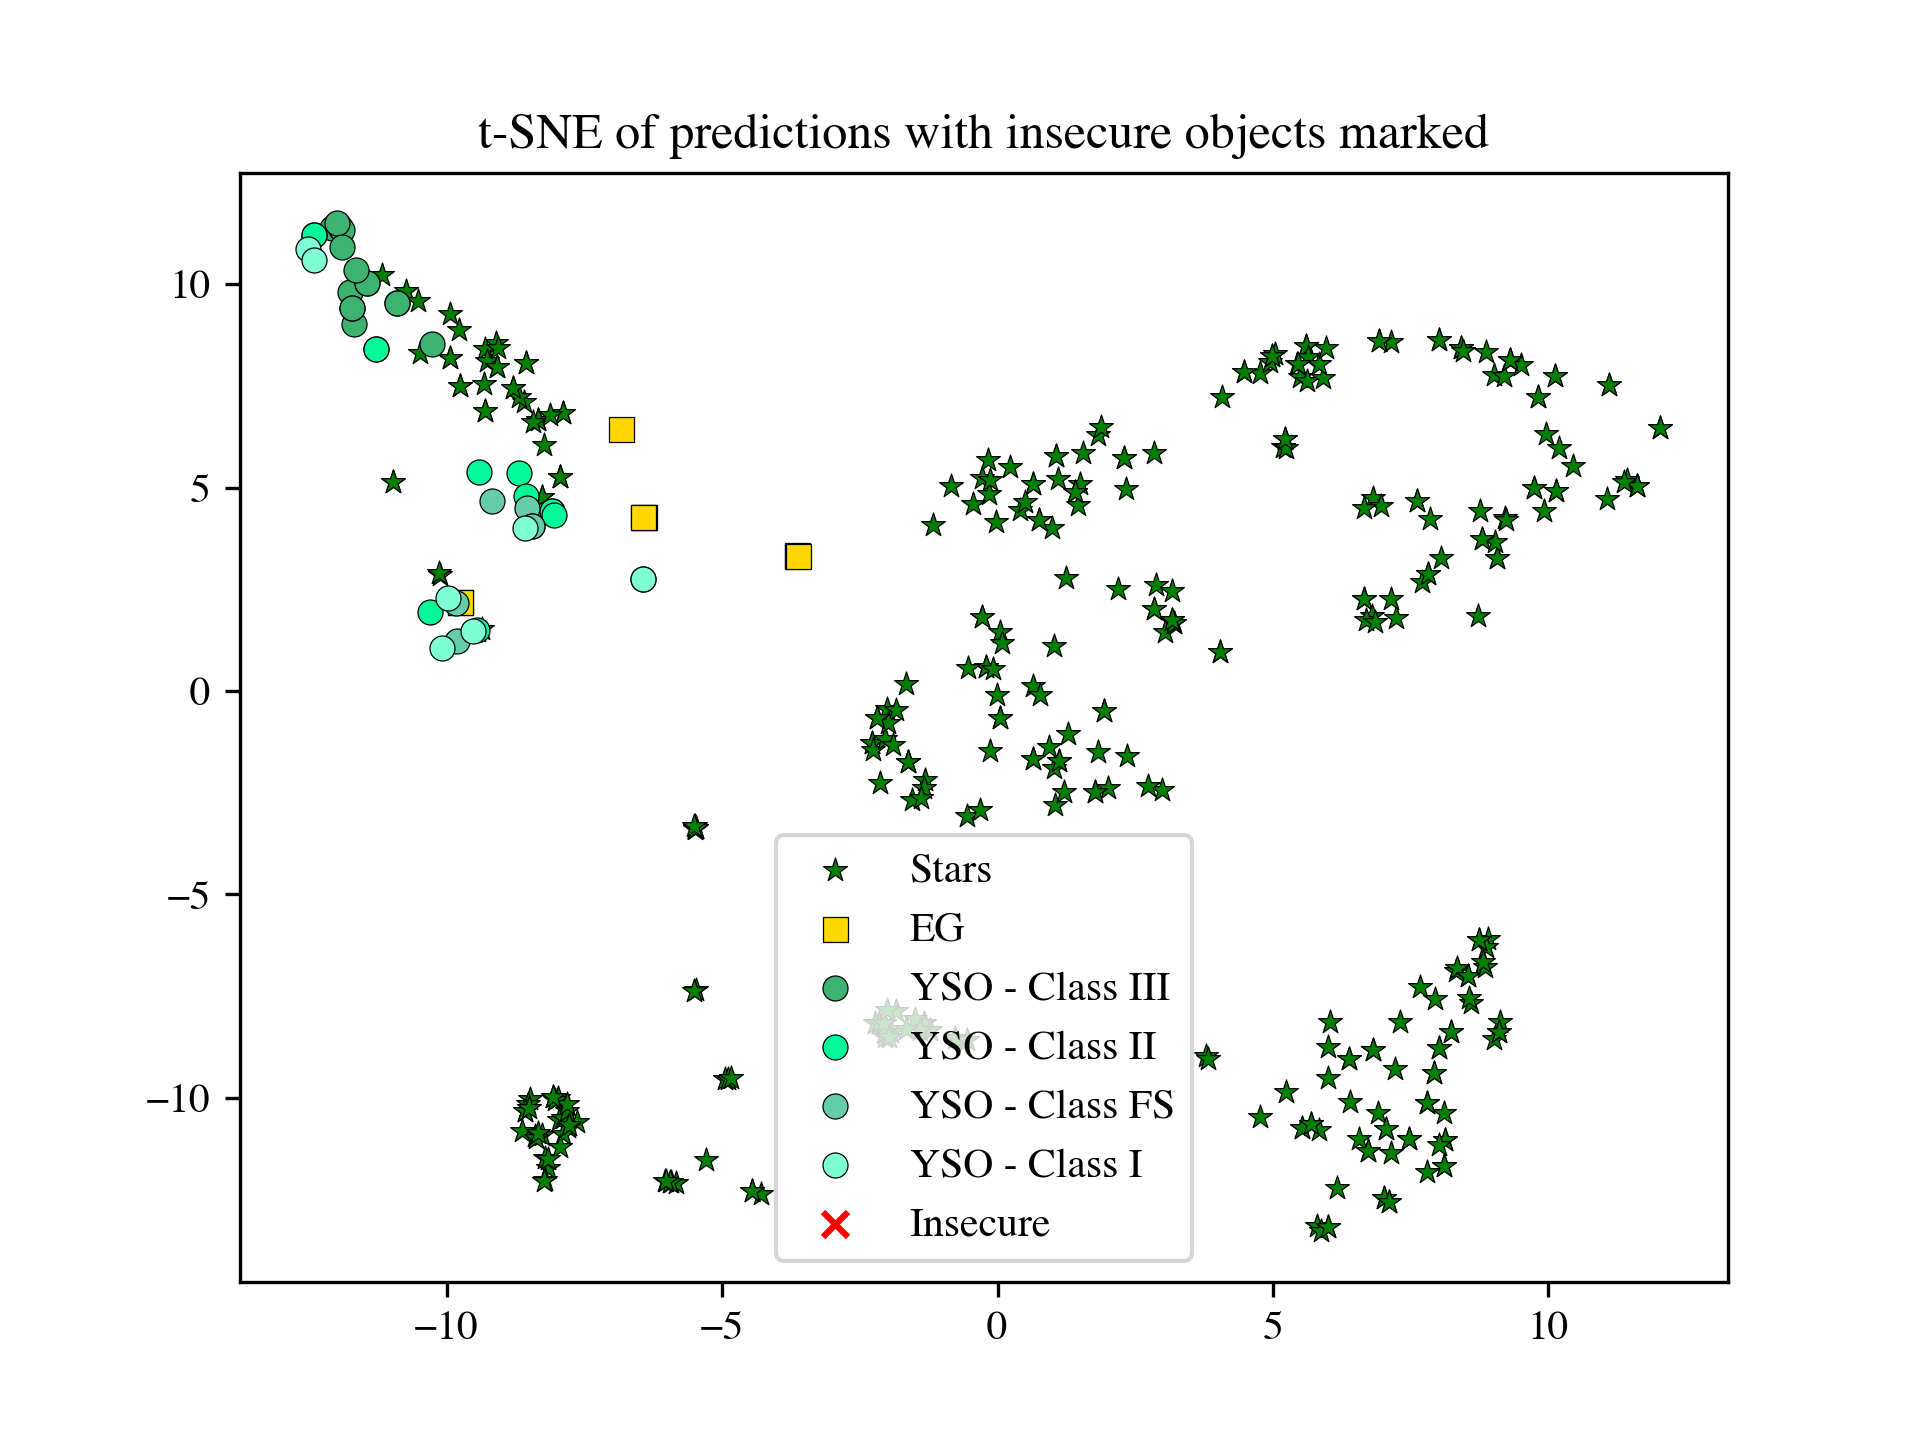 t-SNE of predictions with insecure objects marked
10
5
0
−5
−10
Stars
EG
YSO - Class III
YSO - Class II
YSO - Class FS
YSO - Class I
Insecure
−10 −5 0 5 10